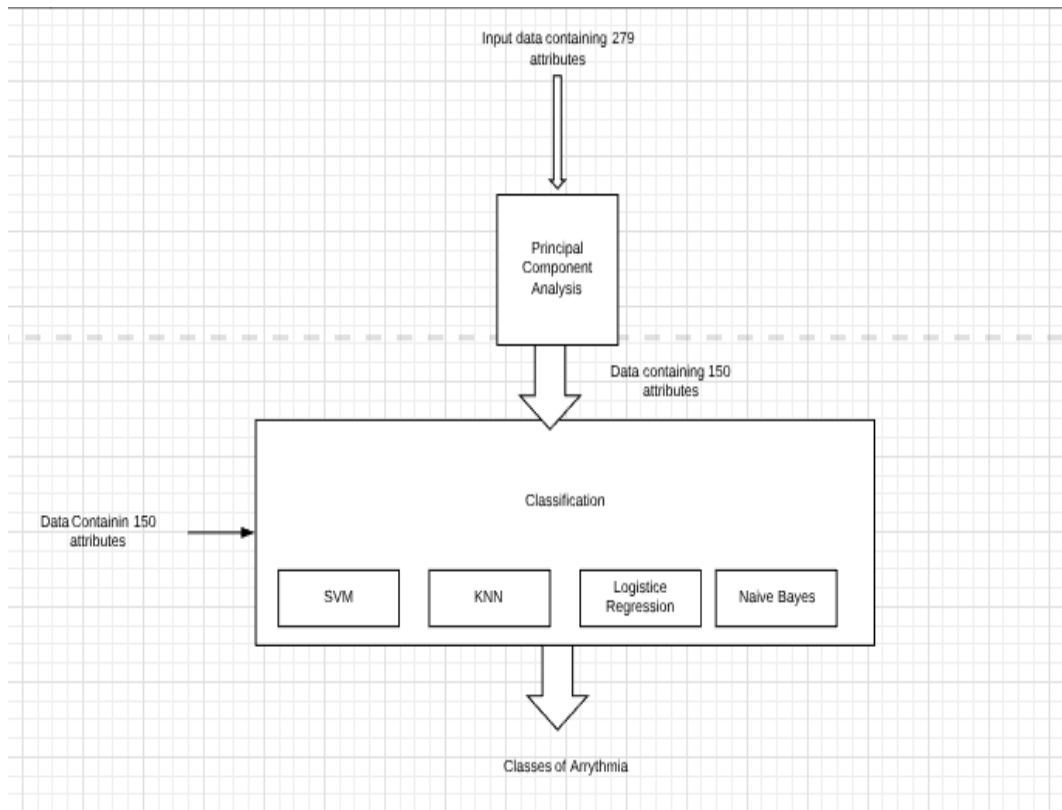 Input data containing 279
attributes
Principal
Component
Analysis
Data containing 150
attributes
Classification
Data Containin 150
attributes
SVM
KNN
Logistice
Regression
Naive Bayes
Classes of Arrythmia